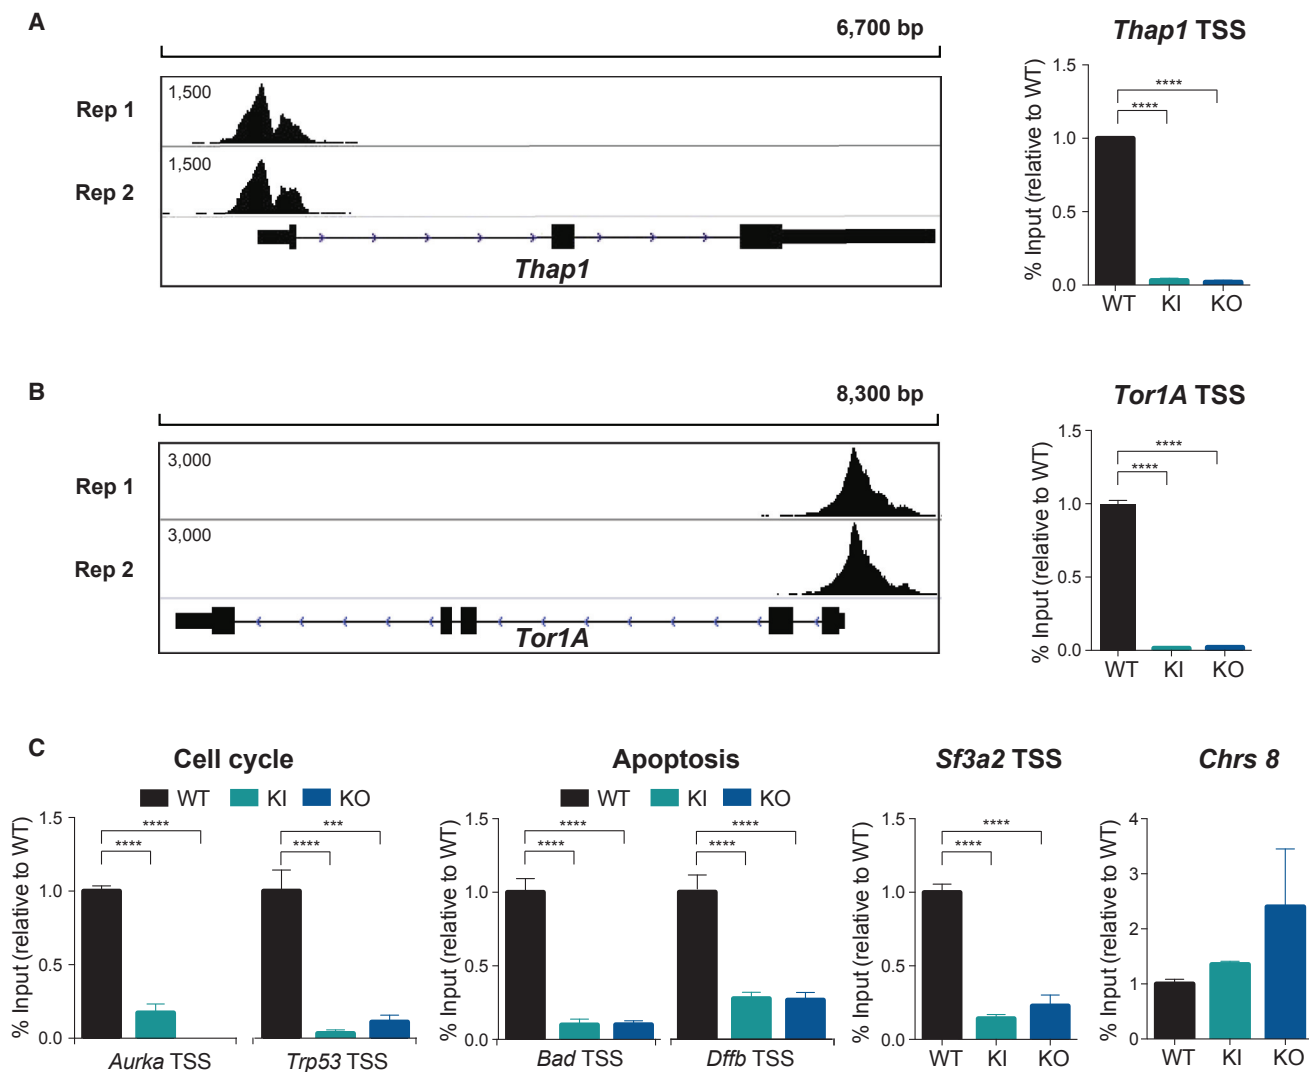 A
6,700 bp
Rep 1
1,500
Rep 2
1,500
Thap1
Thap1 TSS
% Input (relative to WT)
1.5
1.0
0.5
0.0
****
****
WT KI KO
B
8,300 bp
Rep 1
3,000
Rep 2
3,000
Tor1A
Tor1A TSS
% Input (relative to WT)
1.5
1.0
0.5
0.0
****
****
WT KI KO
C
Cell cycle
WT KI KO
% Input (relative to WT)
1.5
1.0
0.5
0.0
****
****
***
****
Aurka TSS
Trp53 TSS
Apoptosis
WT KI KO
% Input (relative to WT)
1.5
1.0
0.5
0.0
****
****
****
****
Bad TSS
Dffb TSS
Sf3a2 TSS
% Input (relative to WT)
1.5
1.0
0.5
0.0
****
****
WT KI KO
Chrs 8
% Input (relative to WT)
4
3
2
1
0
WT KI KO